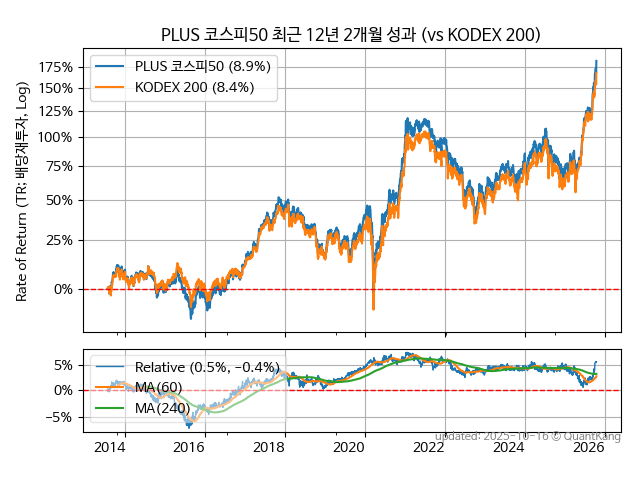 PLUS 코스피50 최근 12년 2개월 성과 (vs KODEX 200)
Rate of Return (TR: 배당재투자, Log)
175%
150%
125%
100%
75%
50%
25%
0%
PLUS 코스피50 (8.9%)
KODEX 200 (8.4%)
5%
0%
−5%
Relative (0.5%, −0.4%)
MA(60)
MA(240)
2014
2016
2018
2020
2022
2024
2026
updated: 2025-10-16 © QuantKang